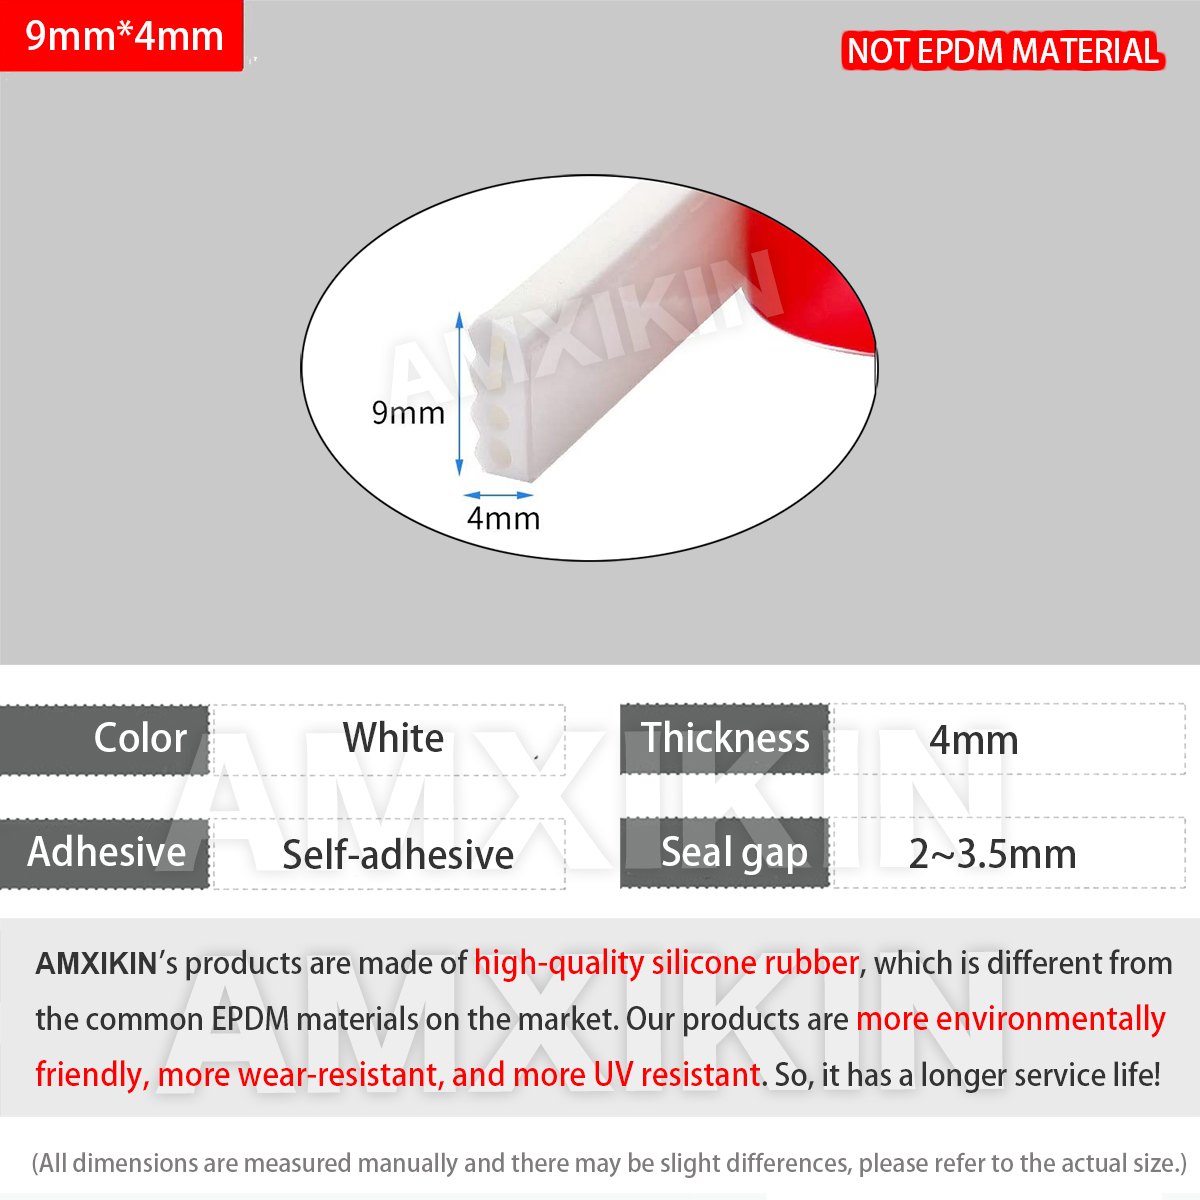 9mm*4mm
NOT EPDM MATERIAL
AMXIKIN
9mm
4mm
Color White
Thickness 4mm
AMXIKIN
Adhesive Self-adhesive
Seal gap 2~3.5mm
AMXIKIN's products are made of high-quality silicone rubber, which is different from
the common EPDM materials on the market. Our products are more environmentally
friendly, more wear-resistant, and more UV resistant. So, it has a longer service life!
AMXIKIN
(All dimensions are measured manually and there may be slight differences, please refer to the actual size.)